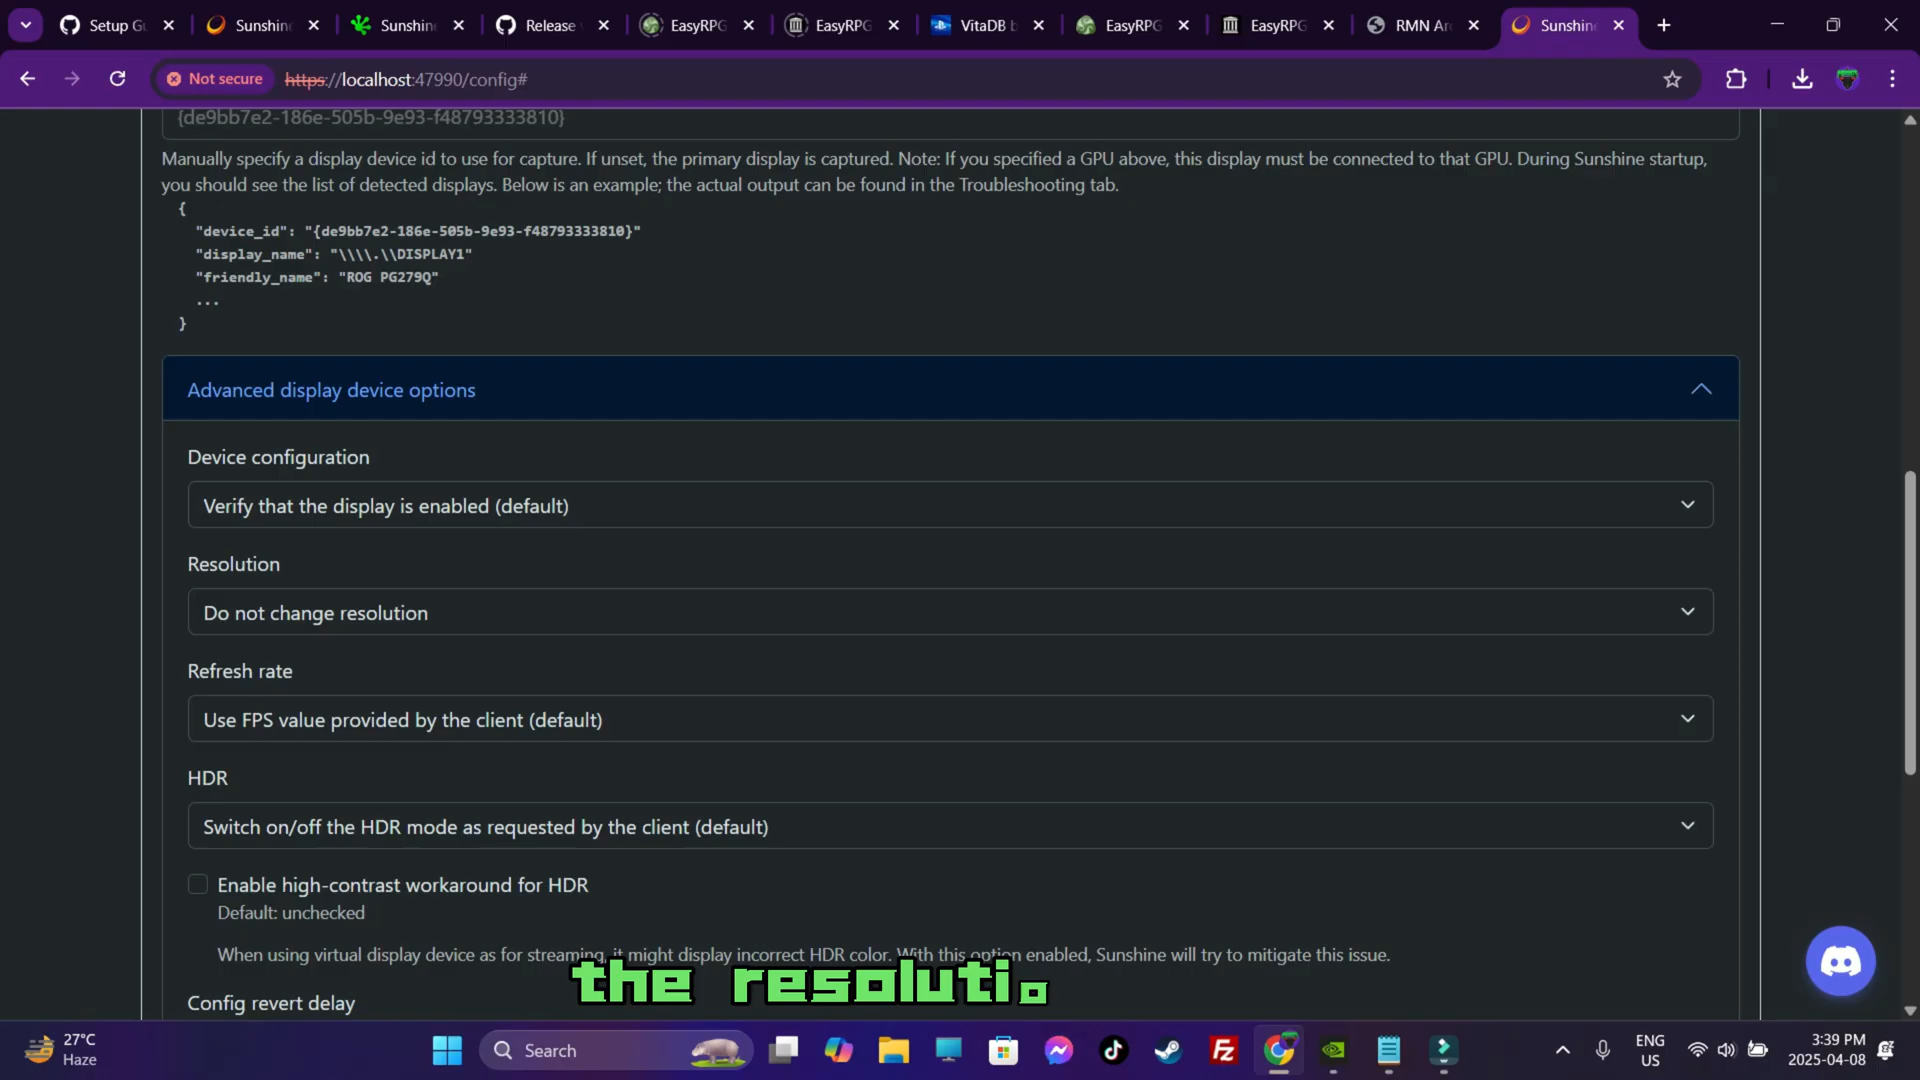 Setup Gu
Sunshine
Sunshine
Release
EasyRPG
EasyRPG
VitaDB b
EasyRPG
EasyRPG
RMN Ar
Sunshine
Not secure
https://localhost:47990/config#
{de9bb7e2-186e-505b-9e93-f48793333810}
Manually specify a display device id to use for capture. If unset, the primary display is captured. Note: If you specified a GPU above, this display must be connected to that GPU. During Sunshine startup,
you should see the list of detected displays. Below is an example; the actual output can be found in the Troubleshooting tab.
{
"device_id": "{de9bb7e2-186e-505b-9e93-f48793333810}"
"display_name": "\\\\.\\DISPLAY1"
"friendly_name": "ROG PG279Q"
...
}
Advanced display device options
Device configuration
Verify that the display is enabled (default)
Resolution
Do not change resolution
Refresh rate
Use FPS value provided by the client (default)
HDR
Switch on/off the HDR mode as requested by the client (default)
Enable high-contrast workaround for HDR
Default: unchecked
When using virtual display device as for streaming, it might display incorrect HDR color. With this option enabled, Sunshine will try to mitigate this issue.
the resoluti.
Config revert delay
27°C
Haze
Search
ENG
US
3:39 PM
2025-04-08